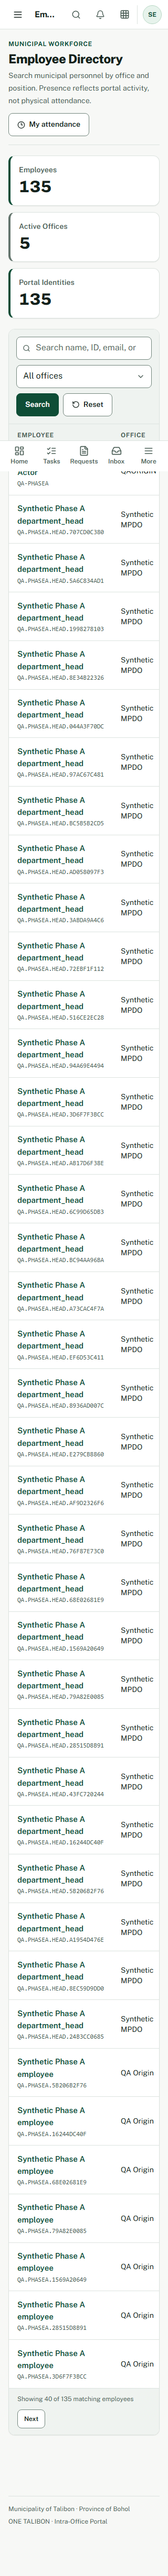 Em...
SE
MUNICIPAL WORKFORCE
Employee Directory
Search municipal personnel by office and position. Presence reflects portal activity, not physical attendance.
My attendance
Employees
135
Active Offices
5
Portal Identities
135
Search name, ID, email, or
All offices
Search
Reset
EMPLOYEE OFFICE
Home Tasks Requests Inbox More
QA.PHASEA
Synthetic Phase A department_head Synthetic MPDO
QA.PHASEA.HEAD.707CD0C380
Synthetic Phase A department_head Synthetic MPDO
QA.PHASEA.HEAD.5A6C834AD1
Synthetic Phase A department_head Synthetic MPDO
QA.PHASEA.HEAD.1998278103
Synthetic Phase A department_head Synthetic MPDO
QA.PHASEA.HEAD.8E34822326
Synthetic Phase A department_head Synthetic MPDO
QA.PHASEA.HEAD.044A3F70DC
Synthetic Phase A department_head Synthetic MPDO
QA.PHASEA.HEAD.97AC67C481
Synthetic Phase A department_head Synthetic MPDO
QA.PHASEA.HEAD.BC5B5B2CD5
Synthetic Phase A department_head Synthetic MPDO
QA.PHASEA.HEAD.AD058097F3
Synthetic Phase A department_head Synthetic MPDO
QA.PHASEA.HEAD.3ABDA9A4C6
Synthetic Phase A department_head Synthetic MPDO
QA.PHASEA.HEAD.72EBF1F112
Synthetic Phase A department_head Synthetic MPDO
QA.PHASEA.HEAD.516CE2EC28
Synthetic Phase A department_head Synthetic MPDO
QA.PHASEA.HEAD.94A69E4494
Synthetic Phase A department_head Synthetic MPDO
QA.PHASEA.HEAD.3D6F7F3BCC
Synthetic Phase A department_head Synthetic MPDO
QA.PHASEA.HEAD.AB17D6F3BE
Synthetic Phase A department_head Synthetic MPDO
QA.PHASEA.HEAD.6C99D65DB3
Synthetic Phase A department_head Synthetic MPDO
QA.PHASEA.HEAD.BC94AA96BA
Synthetic Phase A department_head Synthetic MPDO
QA.PHASEA.HEAD.A73CAC4F7A
Synthetic Phase A department_head Synthetic MPDO
QA.PHASEA.HEAD.EF6D53C411
Synthetic Phase A department_head Synthetic MPDO
QA.PHASEA.HEAD.8936AD007C
Synthetic Phase A department_head Synthetic MPDO
QA.PHASEA.HEAD.E279CB8860
Synthetic Phase A department_head Synthetic MPDO
QA.PHASEA.HEAD.AF9D2326F6
Synthetic Phase A department_head Synthetic MPDO
QA.PHASEA.HEAD.76F87E73C0
Synthetic Phase A department_head Synthetic MPDO
QA.PHASEA.HEAD.68E02681E9
Synthetic Phase A department_head Synthetic MPDO
QA.PHASEA.HEAD.1569A20649
Synthetic Phase A department_head Synthetic MPDO
QA.PHASEA.HEAD.79A82E0085
Synthetic Phase A department_head Synthetic MPDO
QA.PHASEA.HEAD.28515D8B91
Synthetic Phase A department_head Synthetic MPDO
QA.PHASEA.HEAD.43FC720244
Synthetic Phase A department_head Synthetic MPDO
QA.PHASEA.HEAD.16244DC40F
Synthetic Phase A department_head Synthetic MPDO
QA.PHASEA.HEAD.5B206B2F76
Synthetic Phase A department_head Synthetic MPDO
QA.PHASEA.HEAD.A1954D476E
Synthetic Phase A department_head Synthetic MPDO
QA.PHASEA.HEAD.8EC59D9DD0
Synthetic Phase A department_head Synthetic MPDO
QA.PHASEA.HEAD.2483CC0685
Synthetic Phase A employee QA Origin
QA.PHASEA.5B206B2F76
Synthetic Phase A employee QA Origin
QA.PHASEA.16244DC40F
Synthetic Phase A employee QA Origin
QA.PHASEA.68E02681E9
Synthetic Phase A employee QA Origin
QA.PHASEA.79A82E0085
Synthetic Phase A employee QA Origin
QA.PHASEA.1569A20649
Synthetic Phase A employee QA Origin
QA.PHASEA.28515D8B91
Synthetic Phase A employee QA Origin
QA.PHASEA.3D6F7F3BCC
Showing 40 of 135 matching employees
Next
Municipality of Talibon · Province of Bohol
ONE TALIBON · Intra-Office Portal